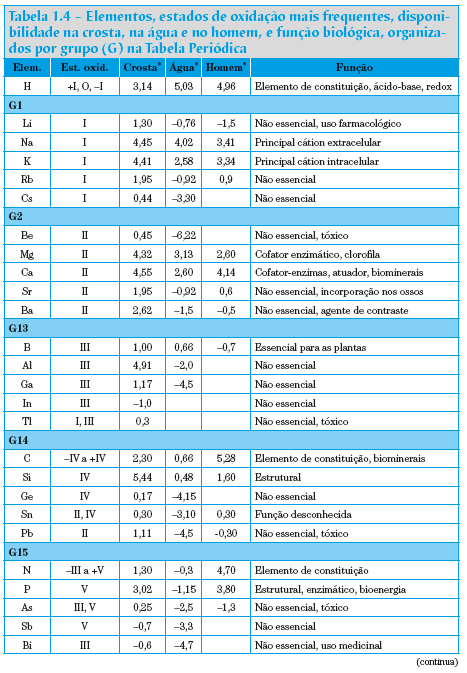 Tabela 1.4 – Elementos, estados de oxidação mais frequentes, disponi-
bilidade na crosta, na água e no homem, e função biológica, organiza-
dos por grupo (G) na Tabela Periódica
Elem. Est. oxid. Crosta* Água* Homem* Função
H +I, O, –I 3,14 5,03 4,96 Elemento de constituição, ácido-base, redox
G1
Li I 1,30 –0,76 –1,5 Não essencial, uso farmacológico
Na I 4,45 4,02 3,41 Principal cátion extracelular
K I 4,41 2,58 3,34 Principal cátion intracelular
Rb I 1,95 –0,92 0,9 Não essencial
Cs I 0,44 –3,30 Não essencial
G2
Be II 0,45 –6,22 Não essencial, tóxico
Mg II 4,32 3,13 2,60 Cofator enzimático, clorofila
Ca II 4,55 2,60 4,14 Cofator-enzimas, atuador, biominerais
Sr II 1,95 –0,92 0,6 Não essencial, incorporação nos ossos
Ba II 2,62 –1,5 –0,5 Não essencial, agente de contraste
G13
B III 1,00 0,66 –0,7 Essencial para as plantas
Al III 4,91 –2,0 Não essencial
Ga III 1,17 –4,5 Não essencial
In III –1,0 Não essencial
Tl I, III 0,3 Não essencial, tóxico
G14
C –IV a +IV 2,30 0,66 5,28 Elemento de constituição, biominerais
Si IV 5,44 0,48 1,60 Estrutural
Ge IV 0,17 –4,15 Não essencial
Sn II, IV 0,30 –3,10 0,30 Função desconhecida
Pb II 1,11 –4,5 -0,30 Não essencial, tóxico
G15
N –III a +V 1,30 –0,3 4,70 Elemento de constituição
P V 3,02 –1,15 3,80 Estrutural, enzimático, bioenergia
As III, V 0,25 –2,5 –1,3 Não essencial, tóxico
Sb V –0,7 –3,3 Não essencial
Bi III –0,6 –4,7 Não essencial, uso medicinal
(continua)